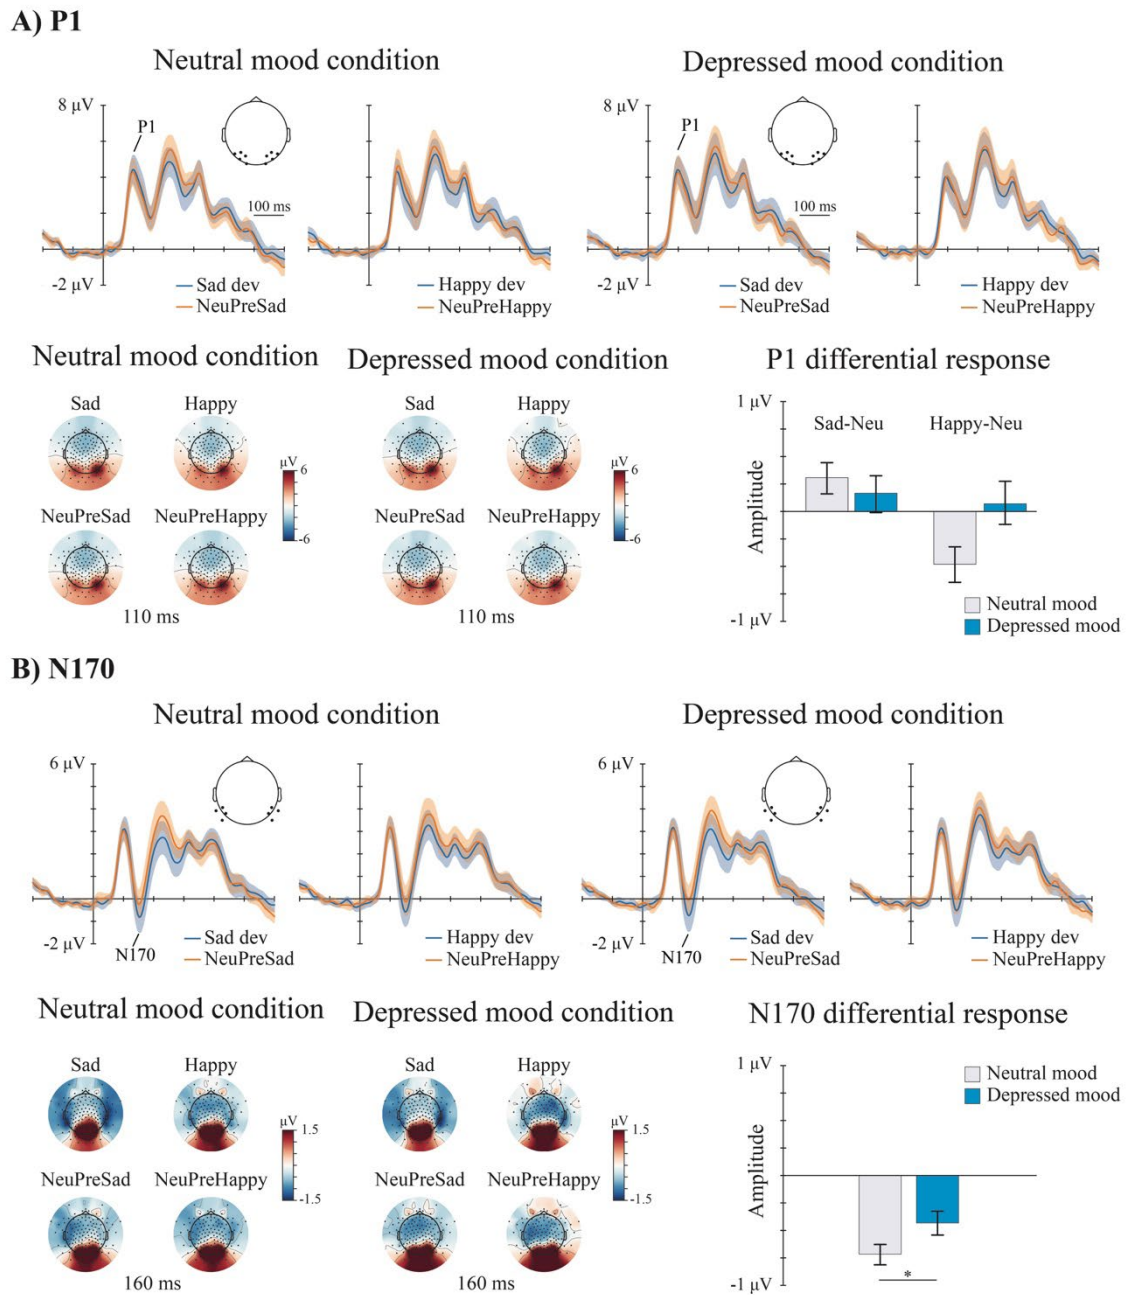 A) P1
Neutral mood condition
Depressed mood condition
8 µV
P1
100 ms
-2 µV
Sad dev
NeuPreSad
Happy dev
NeuPreHappy
8 µV
P1
100 ms
-2 µV
Sad dev
NeuPreSad
Happy dev
NeuPreHappy
Neutral mood condition
Sad
Happy
NeuPreSad
NeuPreHappy
µV
6
-6
110 ms
Depressed mood condition
Sad
Happy
NeuPreSad
NeuPreHappy
µV
6
-6
110 ms
P1 differential response
1 µV
Sad-Neu
Happy-Neu
Amplitude
-1 µV
Neutral mood
Depressed mood
B) N170
Neutral mood condition
Depressed mood condition
6 µV
-2 µV
N170
Sad dev
NeuPreSad
Happy dev
NeuPreHappy
6 µV
-2 µV
N170
Sad dev
NeuPreSad
Happy dev
NeuPreHappy
Neutral mood condition
Sad
Happy
NeuPreSad
NeuPreHappy
µV
1.5
-1.5
160 ms
Depressed mood condition
Sad
Happy
NeuPreSad
NeuPreHappy
µV
1.5
-1.5
160 ms
N170 differential response
1 µV
Neutral mood
Depressed mood
Amplitude
-1 µV
*